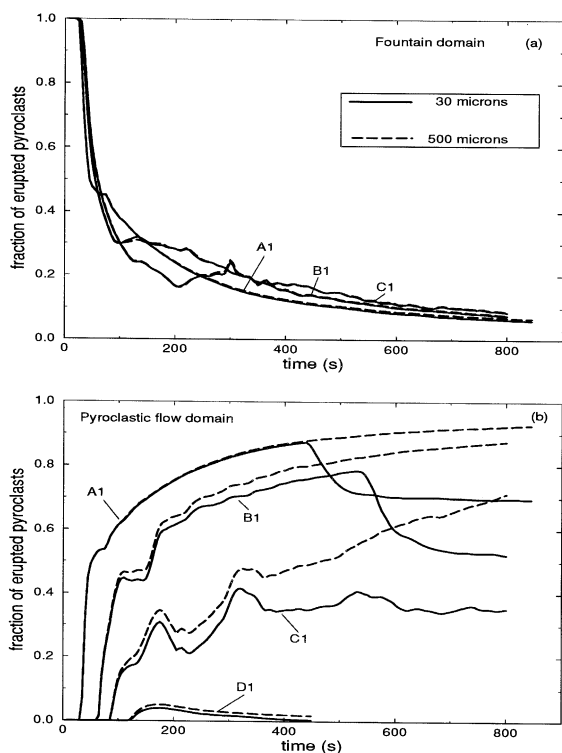 Fountain domain (a)
30 microns
500 microns
fraction of erupted pyroclasts
1.0
0.8
0.6
0.4
0.2
0.0
A1
B1
C1
0 200 400 600 800
time (s)
Pyroclastic flow domain (b)
fraction of erupted pyroclasts
1.0
0.8
0.6
0.4
0.2
0.0
A1
B1
C1
D1
0 200 400 600 800
time (s)